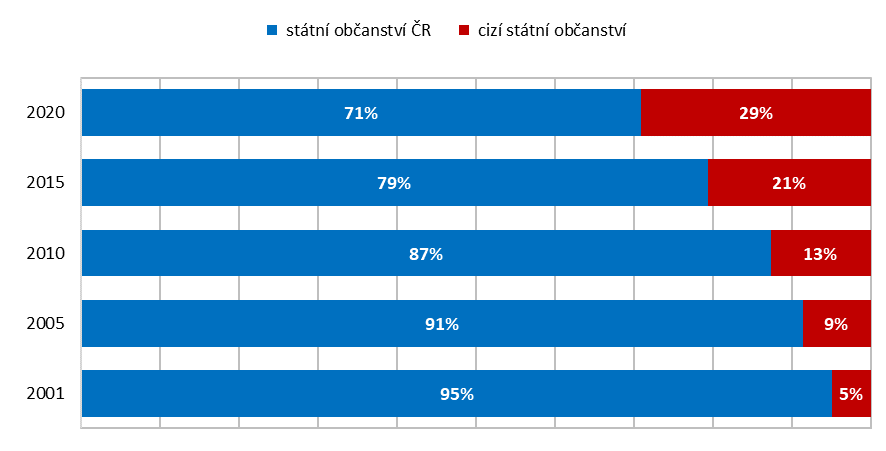 státní občanství ČR cizí státní občanství
2020 71% 29%
2015 79% 21%
2010 87% 13%
2005 91% 9%
2001 95% 5%